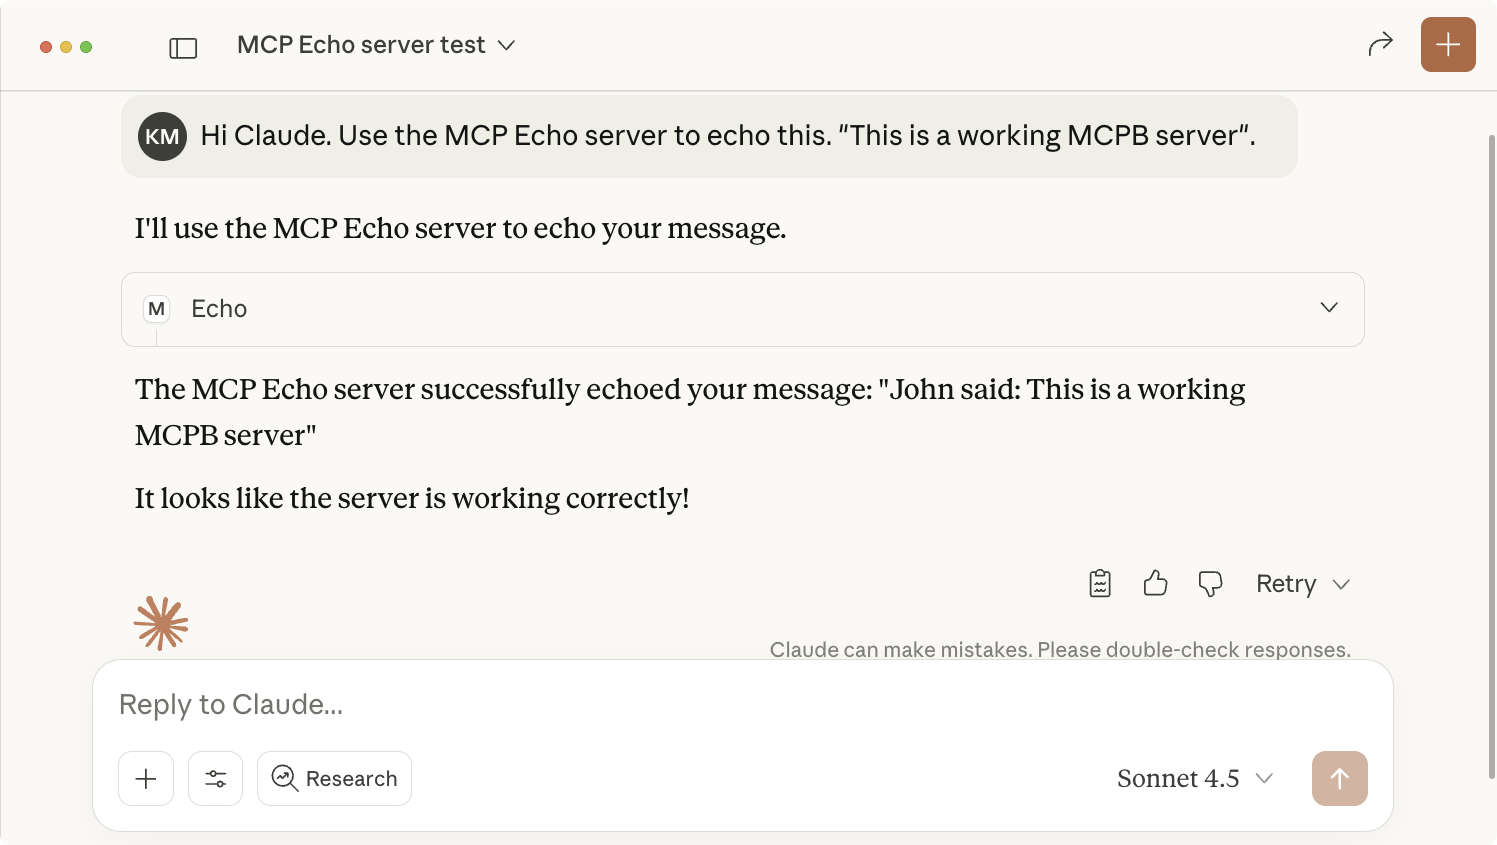 MCP Echo server test
KM
Hi Claude. Use the MCP Echo server to echo this. "This is a working MCPB server".
I'll use the MCP Echo server to echo your message.
M Echo
The MCP Echo server successfully echoed your message: "John said: This is a working
MCPB server"
It looks like the server is working correctly!
Retry
Claude can make mistakes. Please double-check responses.
Reply to Claude...
Research
Sonnet 4.5